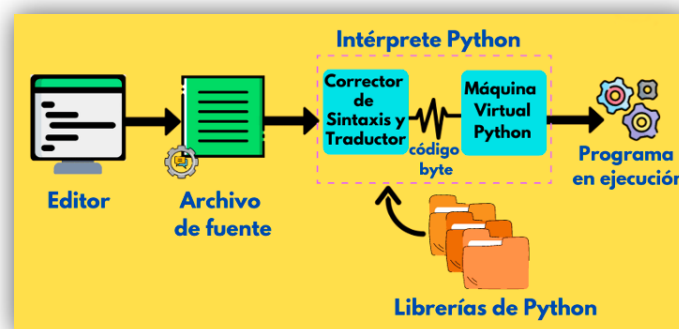 Intérprete Python
Corrector
de
Sintaxis y
Traductor
código
byte
Máquina
Virtual
Python
Editor
Archivo
de fuente
Programa
en ejecución
Librerías de Python